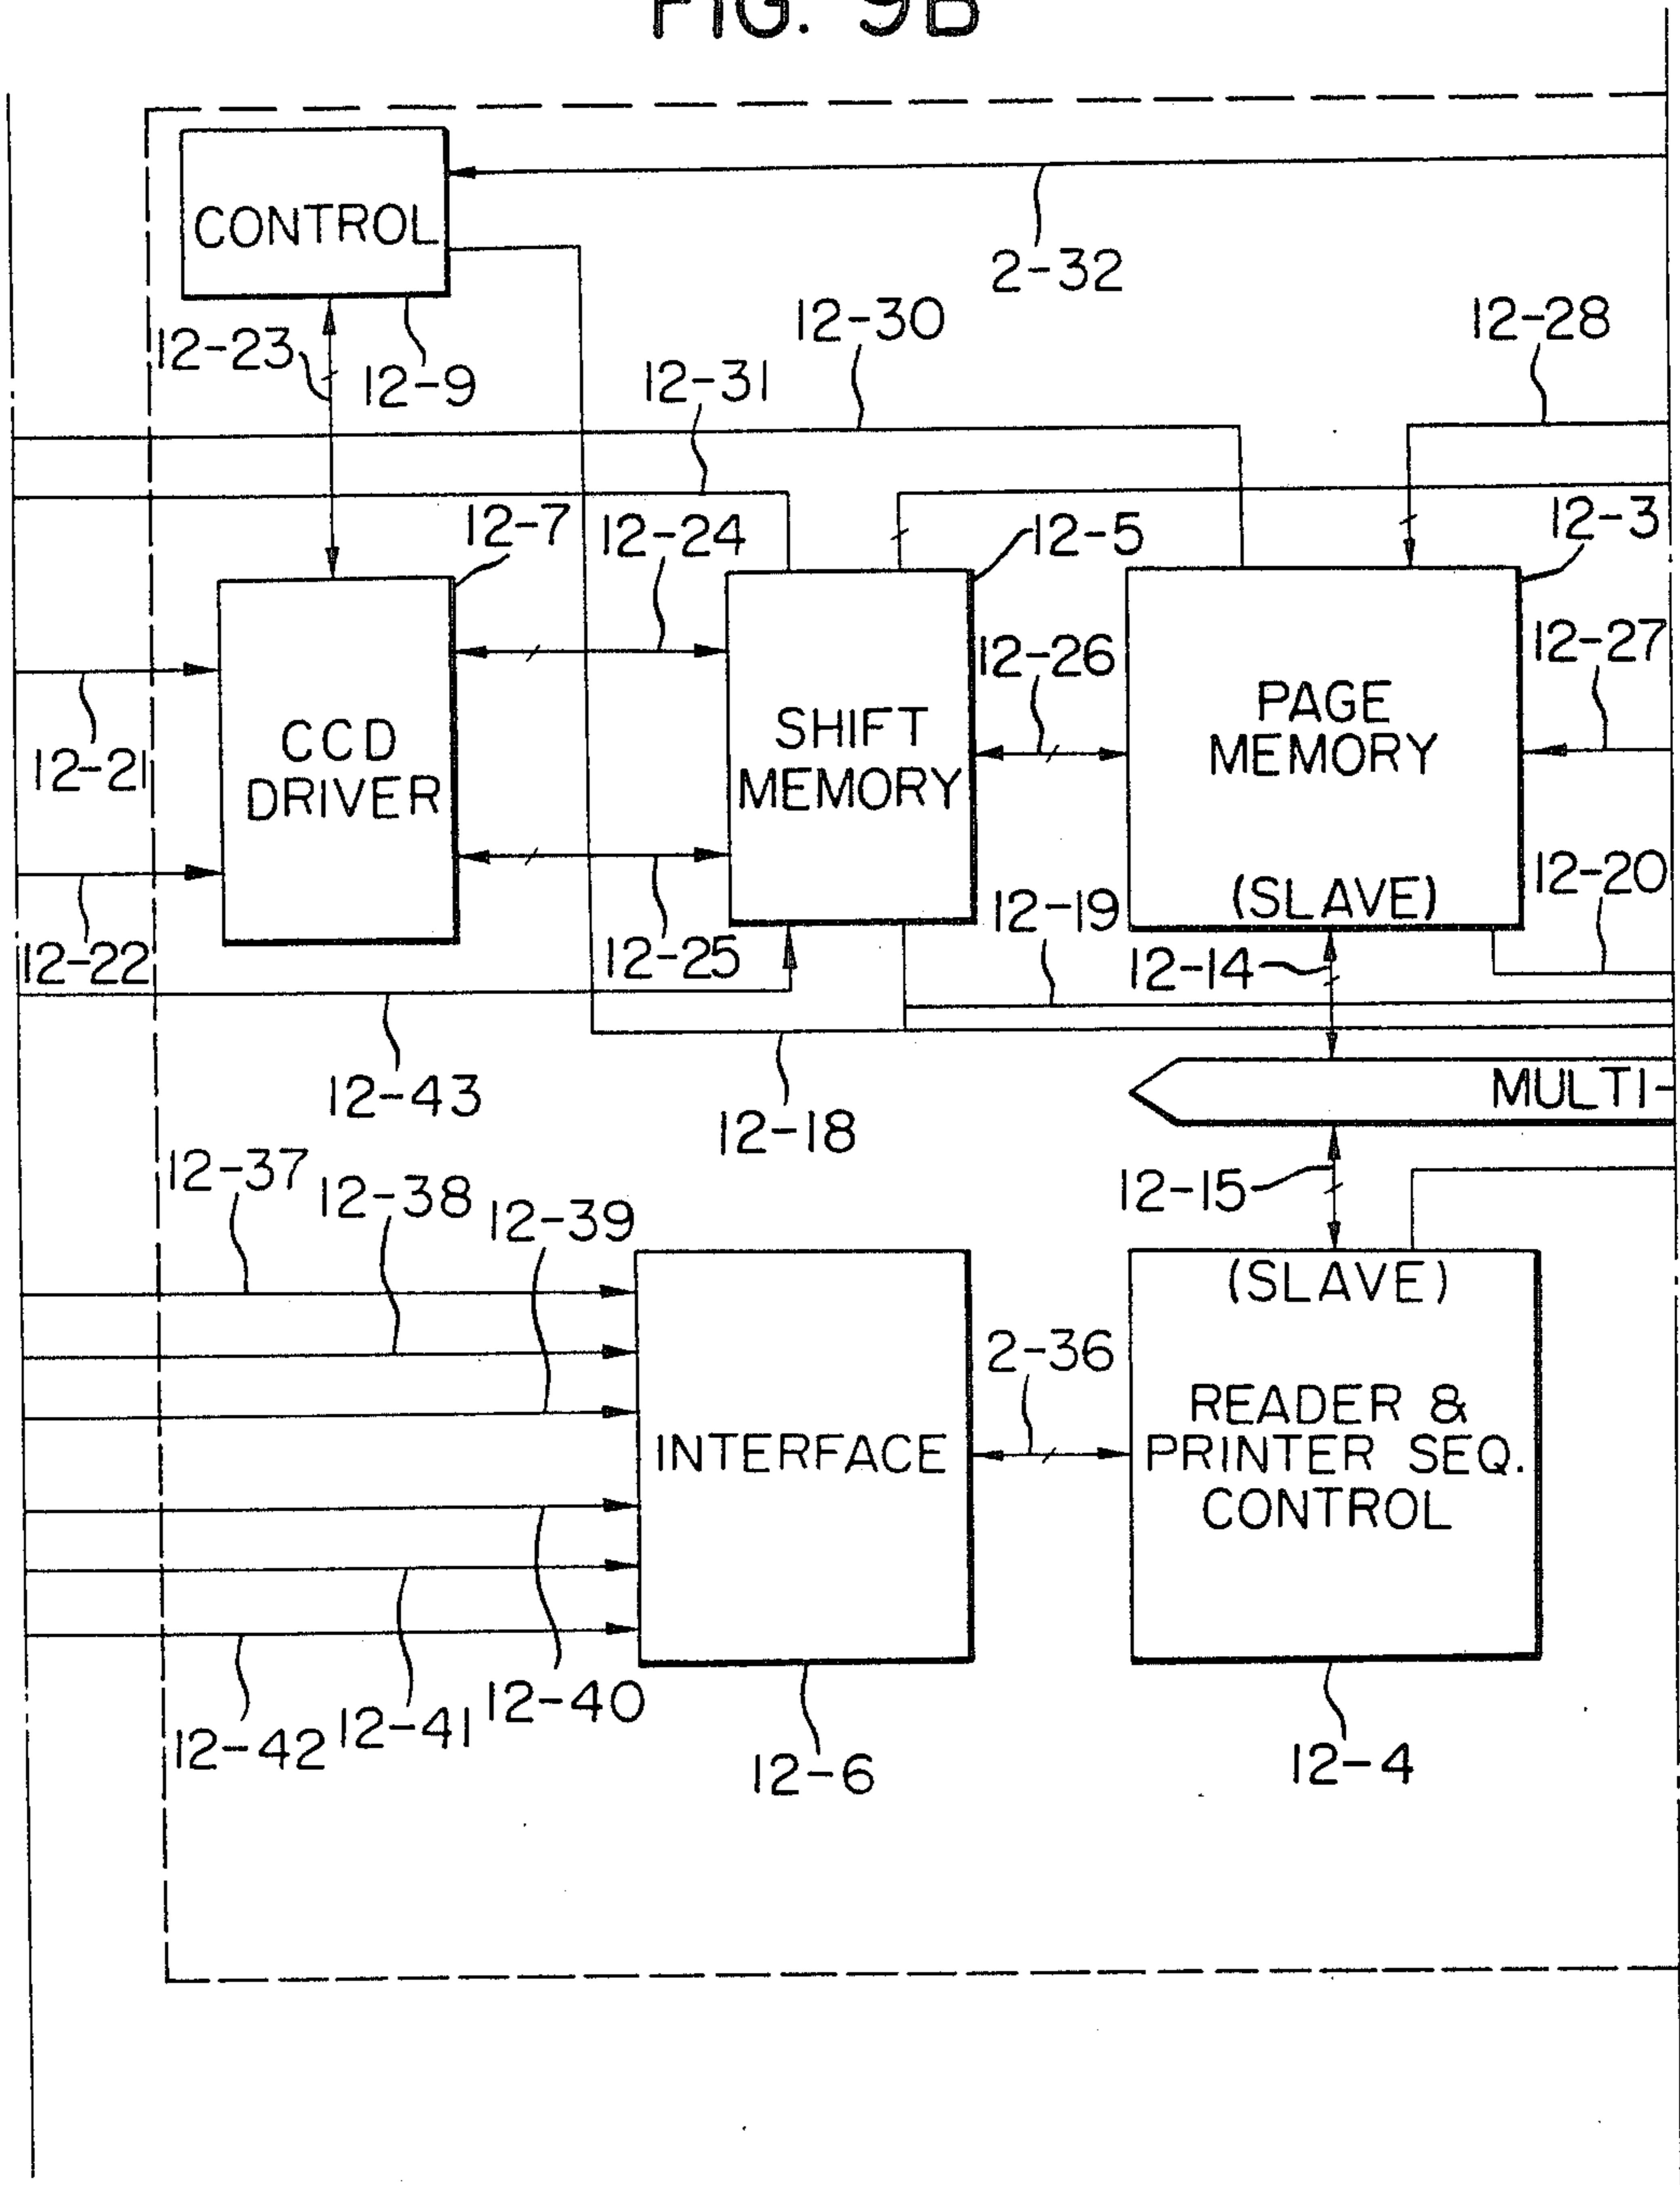 FIG. 9B
CONTROL
2-32
12-23
12-9
12-30
12-28
12-31
12-7
12-24
12-5
12-3
12-26
12-27
CCD
DRIVER
SHIFT
MEMORY
PAGE
MEMORY
(SLAVE)
12-21
12-22
12-25
12-19
12-14
12-20
12-43
12-18
MULTI-
12-15
12-37
12-38
12-39
INTERFACE
2-36
(SLAVE)
READER &
PRINTER SEQ.
CONTROL
12-40
12-41
12-42
12-6
12-4